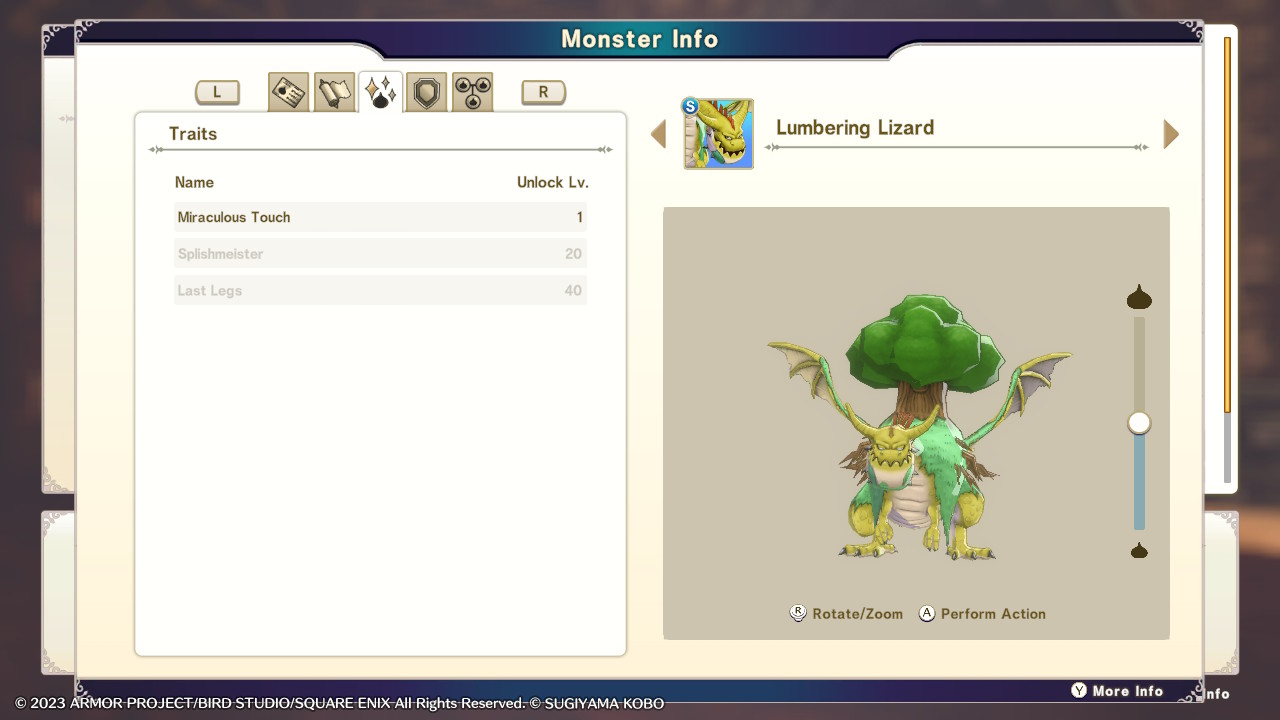 Monster Info
L
R
Traits
Name Unlock Lv.
Miraculous Touch 1
Splishmeister 20
Last Legs 40
S
Lumbering Lizard
R Rotate/Zoom A Perform Action
Y More Info
nfo
© 2023 ARMOR PROJECT/BIRD STUDIO/SQUARE ENIX All Rights Reserved. © SUGIYAMA KOBO